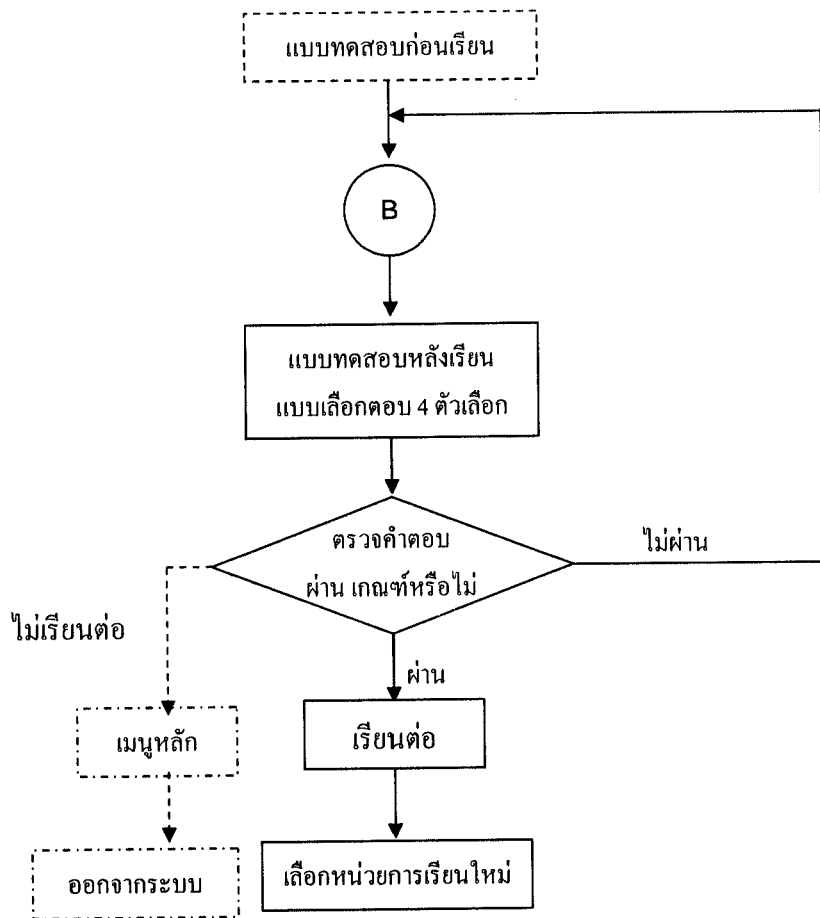 แบบทดสอบก่อนเรียน
B
แบบทดสอบหลังเรียน
แบบเลือกตอบ 4 ตัวเลือก
ตรวจคำตอบ
ผ่าน เกณฑ์หรือไม่
ไม่ผ่าน
ไม่เรียนต่อ
ผ่าน
เมนูหลัก
เรียนต่อ
ออกจากระบบ
เลือกหน่วยการเรียนใหม่